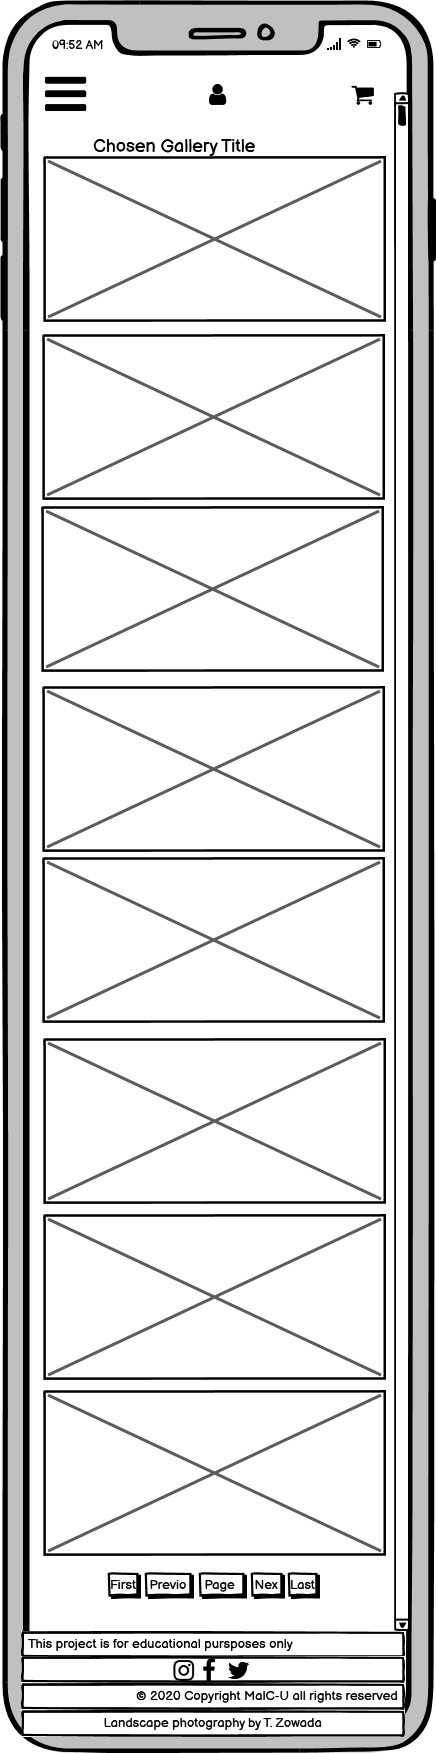 09:52 AM
Chosen Gallery Title
First Previo Page Nex Last
This project is for educational pursposes only
© 2020 Copyright MalC-U all rights reserved
Landscape photography by T. Zowada